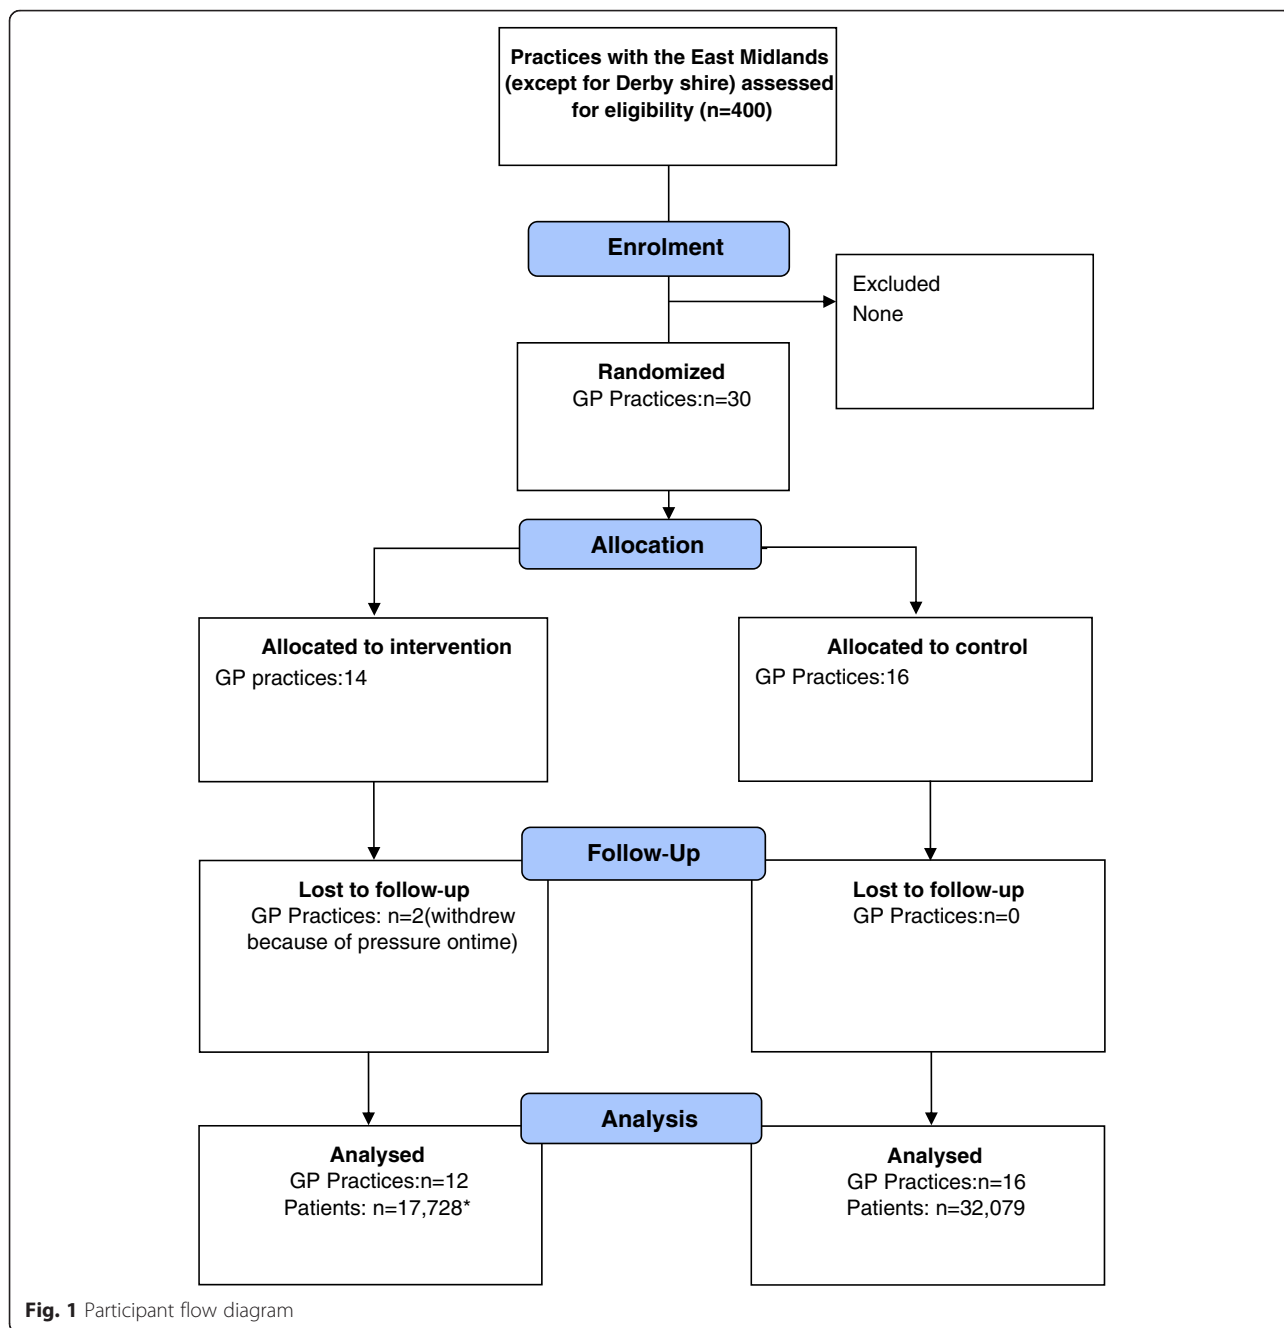 Practices with the East Midlands
(except for Derby shire) assessed
for eligibility (n=400)
Enrolment
Excluded
None
Randomized
GP Practices:n=30
Allocation
Allocated to intervention
GP practices:14
Allocated to control
GP Practices:16
Follow-Up
Lost to follow-up
GP Practices: n=2(withdrew
because of pressure ontime)
Lost to follow-up
GP Practices:n=0
Analysis
Analysed
GP Practices:n=12
Patients: n=17,728*
Analysed
GP Practices:n=16
Patients: n=32,079
Fig. 1 Participant flow diagram